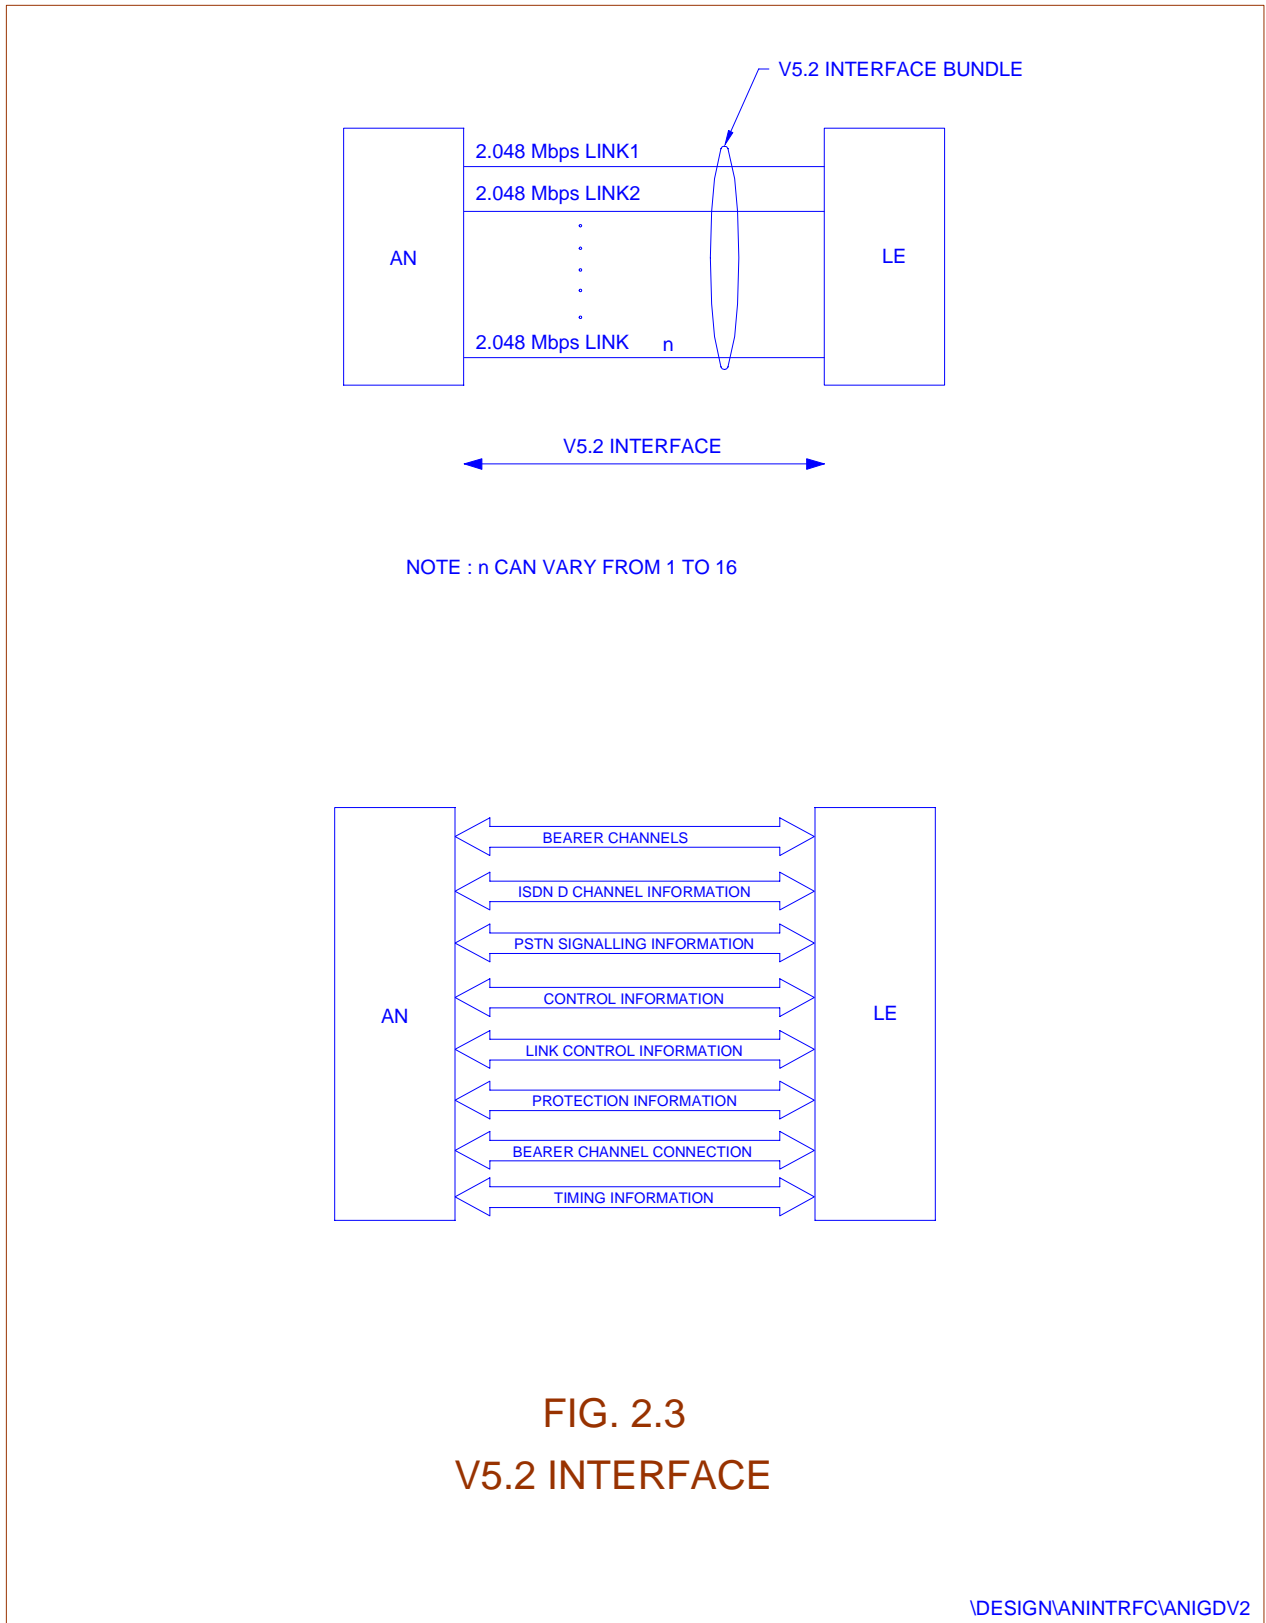 V5.2 INTERFACE BUNDLE
2.048 Mbps LINK1
2.048 Mbps LINK2
AN
LE
2.048 Mbps LINK n
V5.2 INTERFACE
NOTE : n CAN VARY FROM 1 TO 16
BEARER CHANNELS
ISDN D CHANNEL INFORMATION
PSTN SIGNALLING INFORMATION
CONTROL INFORMATION
AN
LE
LINK CONTROL INFORMATION
PROTECTION INFORMATION
BEARER CHANNEL CONNECTION
TIMING INFORMATION
FIG. 2.3
V5.2 INTERFACE
\DESIGN\ANINTRFC\ANIGDV2